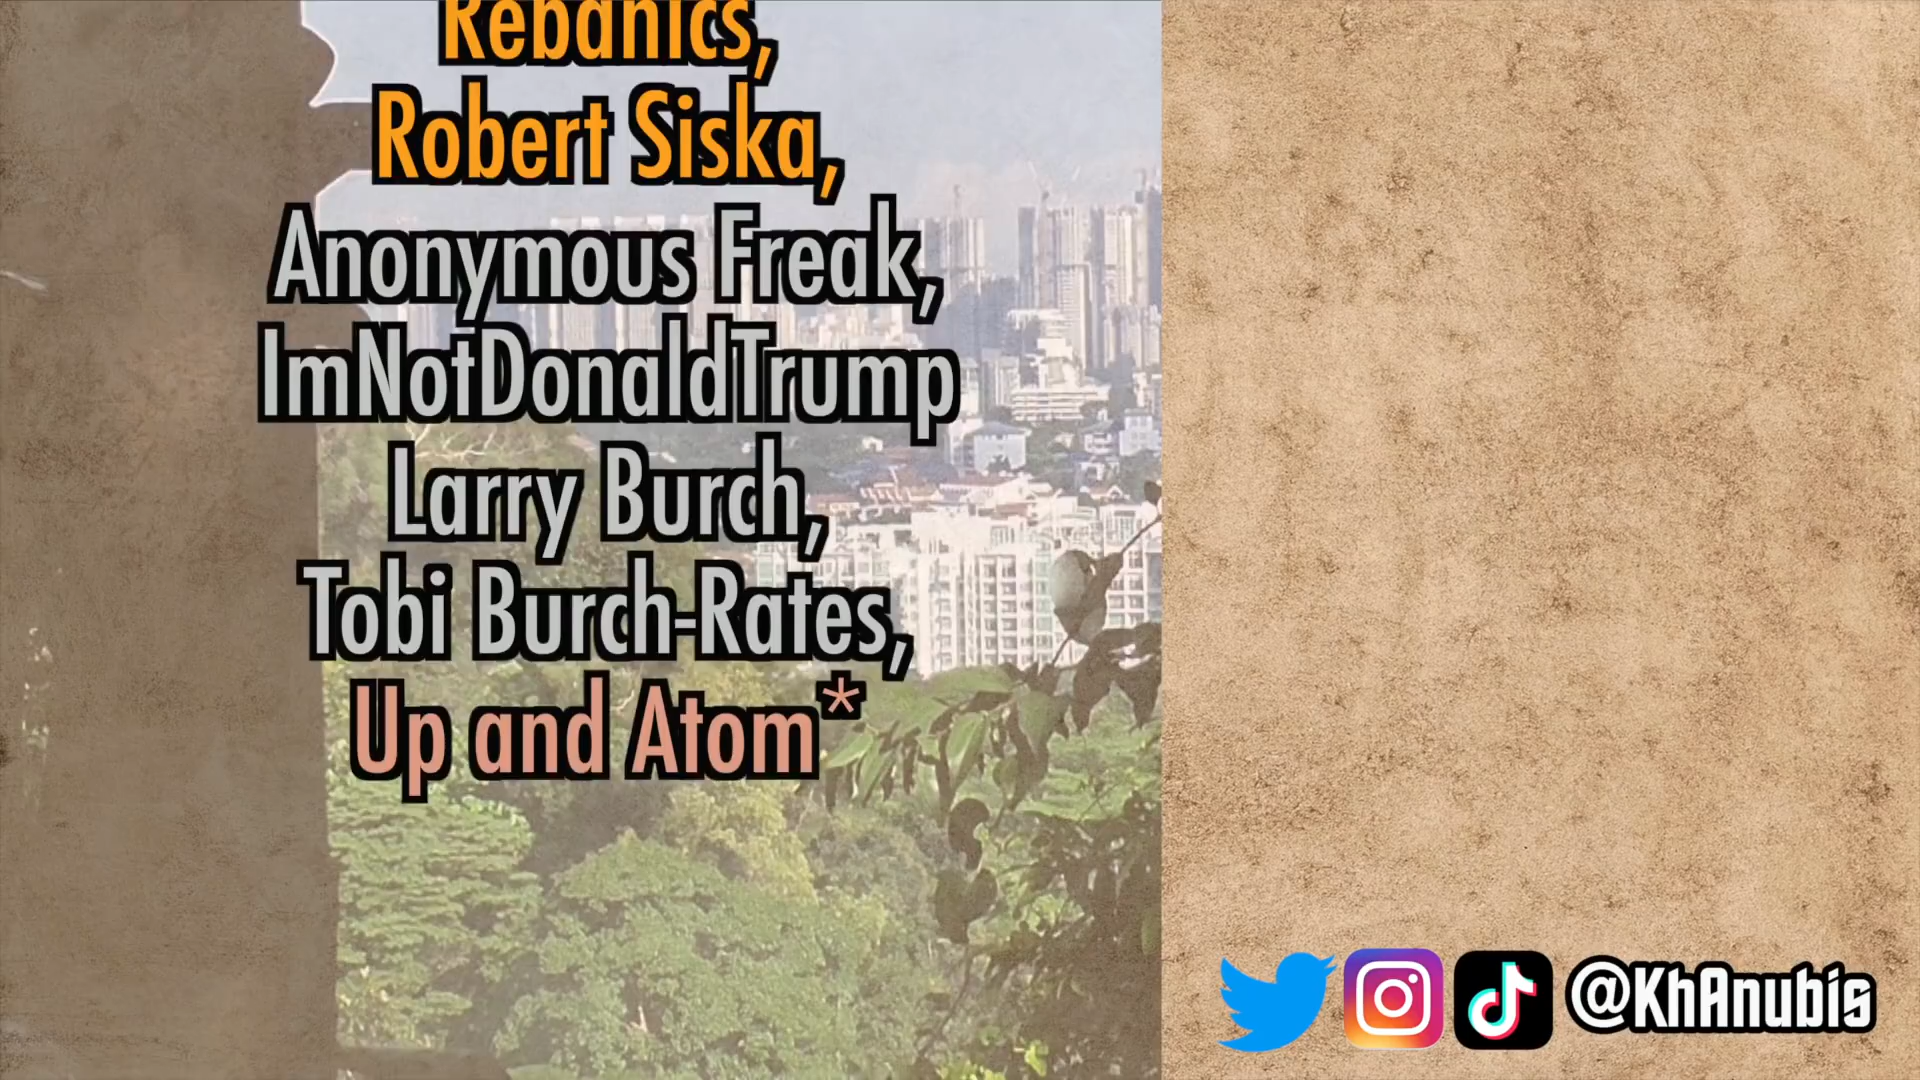 Rebanics,
Robert Siska,
Anonymous Freak,
ImNotDonaldTrump
Larry Burch,
Tobi Burch-Rates,
Up and Atom*
@KhAnubis